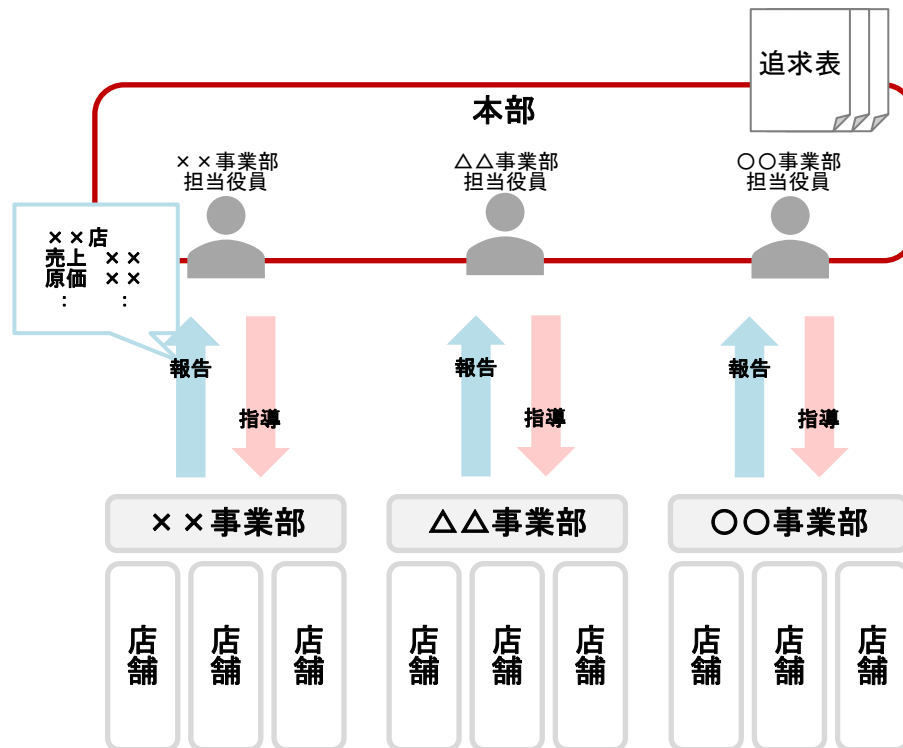 追求表
本部
××事業部
担当役員
△△事業部
担当役員
〇〇事業部
担当役員
××店
売上 ××
原価 ××
： ：
報告
指導
報告
指導
報告
指導
××事業部
△△事業部
〇〇事業部
店舗
店舗
店舗
店舗
店舗
店舗
店舗
店舗
店舗